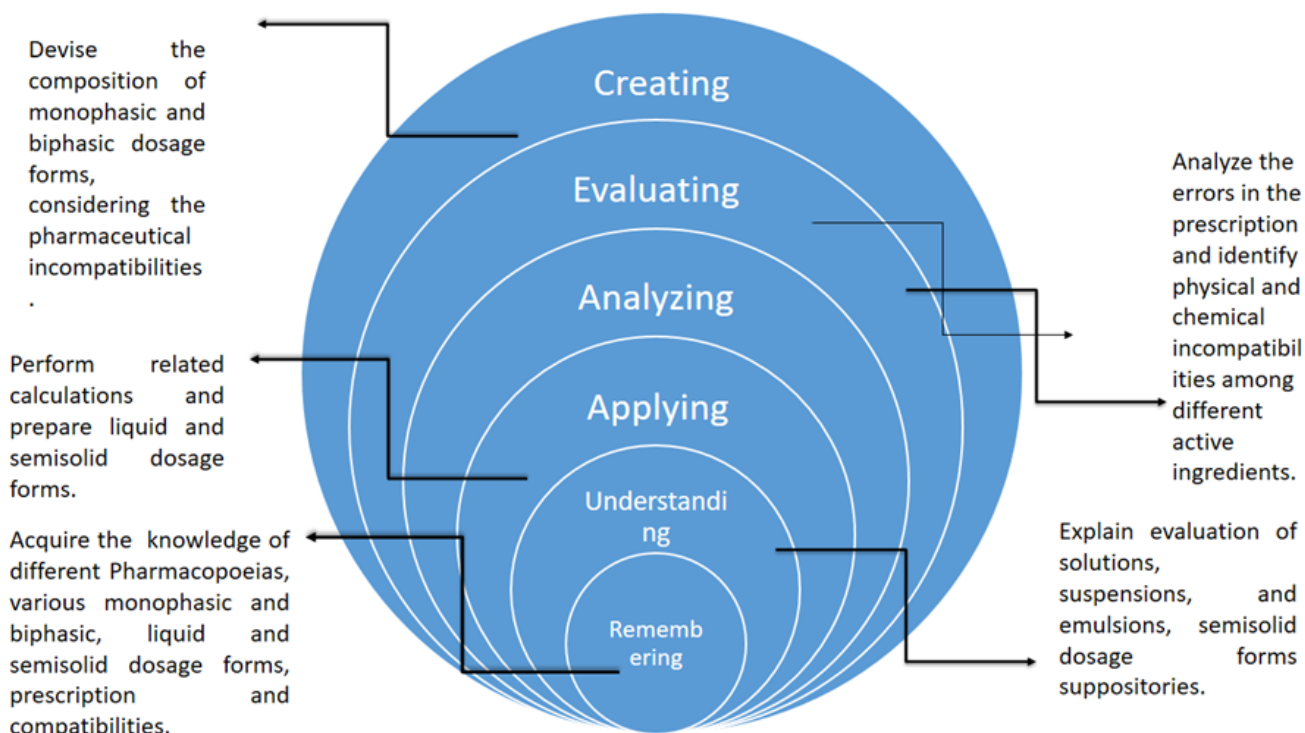 Devise the
composition of
monophasic and
biphasic dosage
forms,
considering the
pharmaceutical
incompatibilities
.
Perform related
calculations and
prepare liquid and
semisolid dosage
forms.
Acquire the knowledge of
different Pharmacopoeias,
various monophasic and
biphasic, liquid and
semisolid dosage forms,
prescription and
compatibilities.
Creating
Evaluating
Analyzing
Applying
Understandi
ng
Rememb
ering
Analyze the
errors in the
prescription
and identify
physical and
chemical
incompatibil
ities among
different
active
ingredients.
Explain evaluation of
solutions,
suspensions, and
emulsions, semisolid
dosage forms
suppositories.